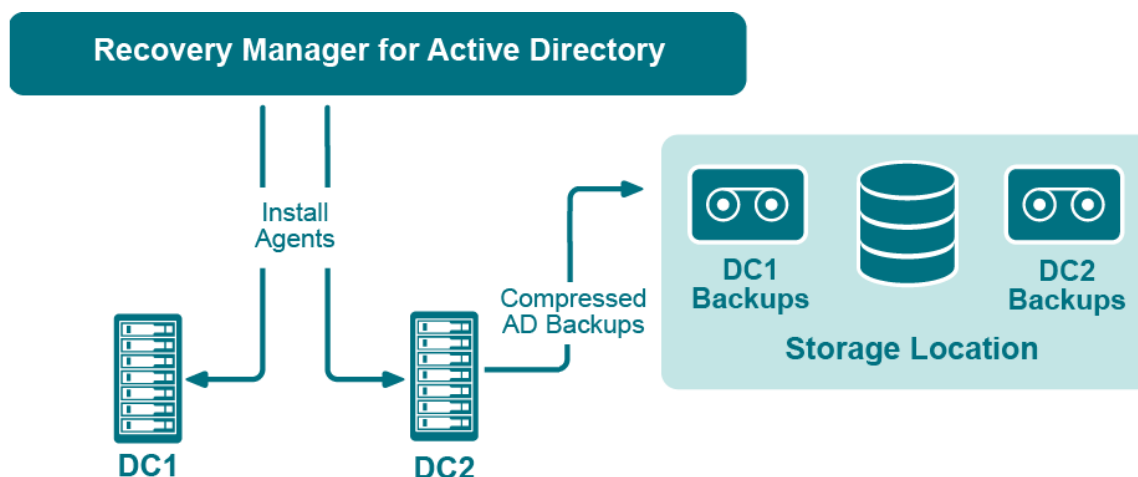 Recovery Manager for Active Directory
Install
Agents
Compressed
AD Backups
DC1
Backups
DC2
Backups
Storage Location
DC1
DC2